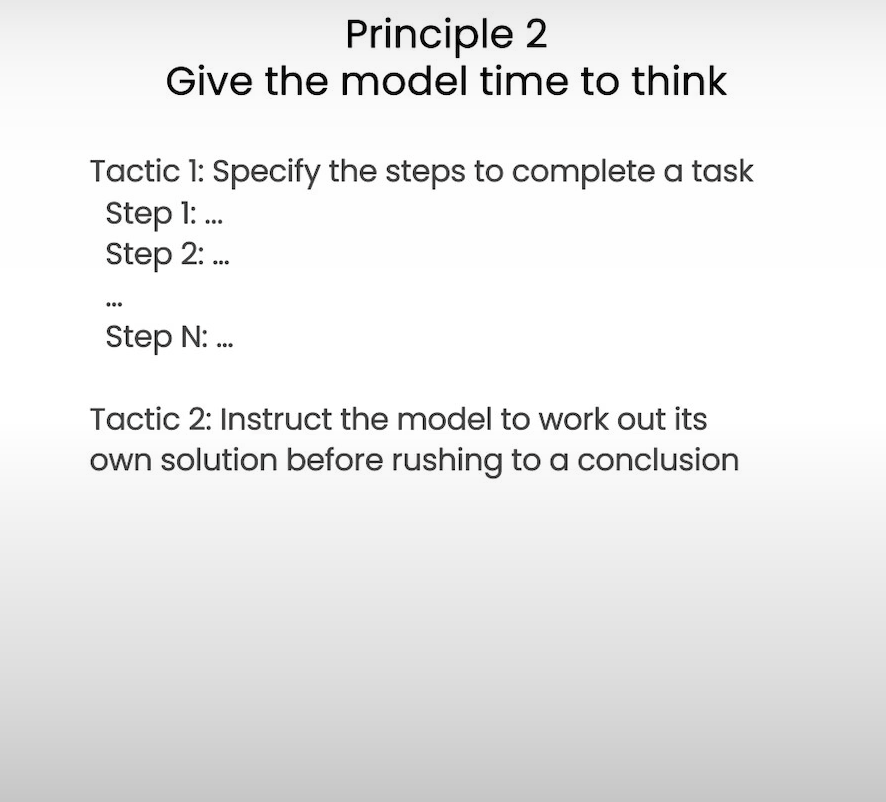 Principle 2
Give the model time to think
Tactic 1: Specify the steps to complete a task
Step 1: ...
Step 2: ...
...
Step N: ...
Tactic 2: Instruct the model to work out its
own solution before rushing to a conclusion